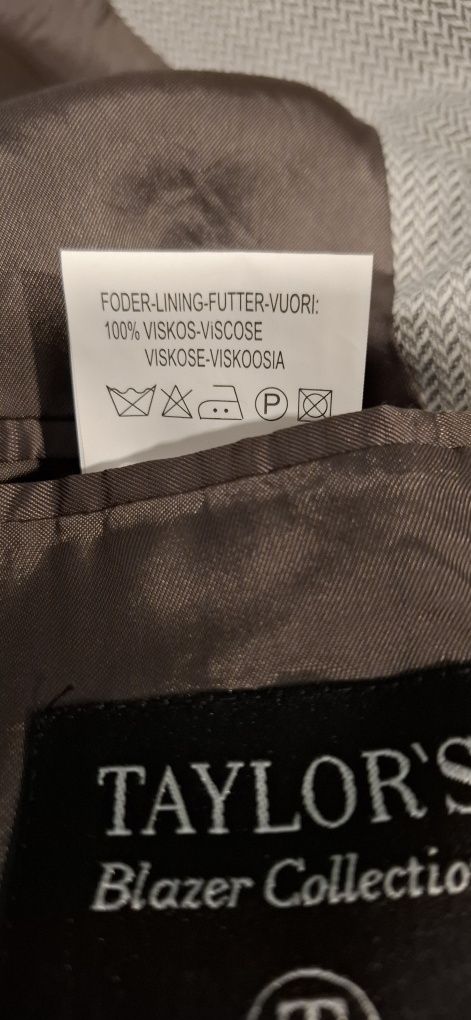 FODER-LINING-FUTTER-VUORI:
100% VISKOS-ViSCOSE
VISKOSE-VISKOOSIA
P
TAYLOR`S
Blazer Collectio
T